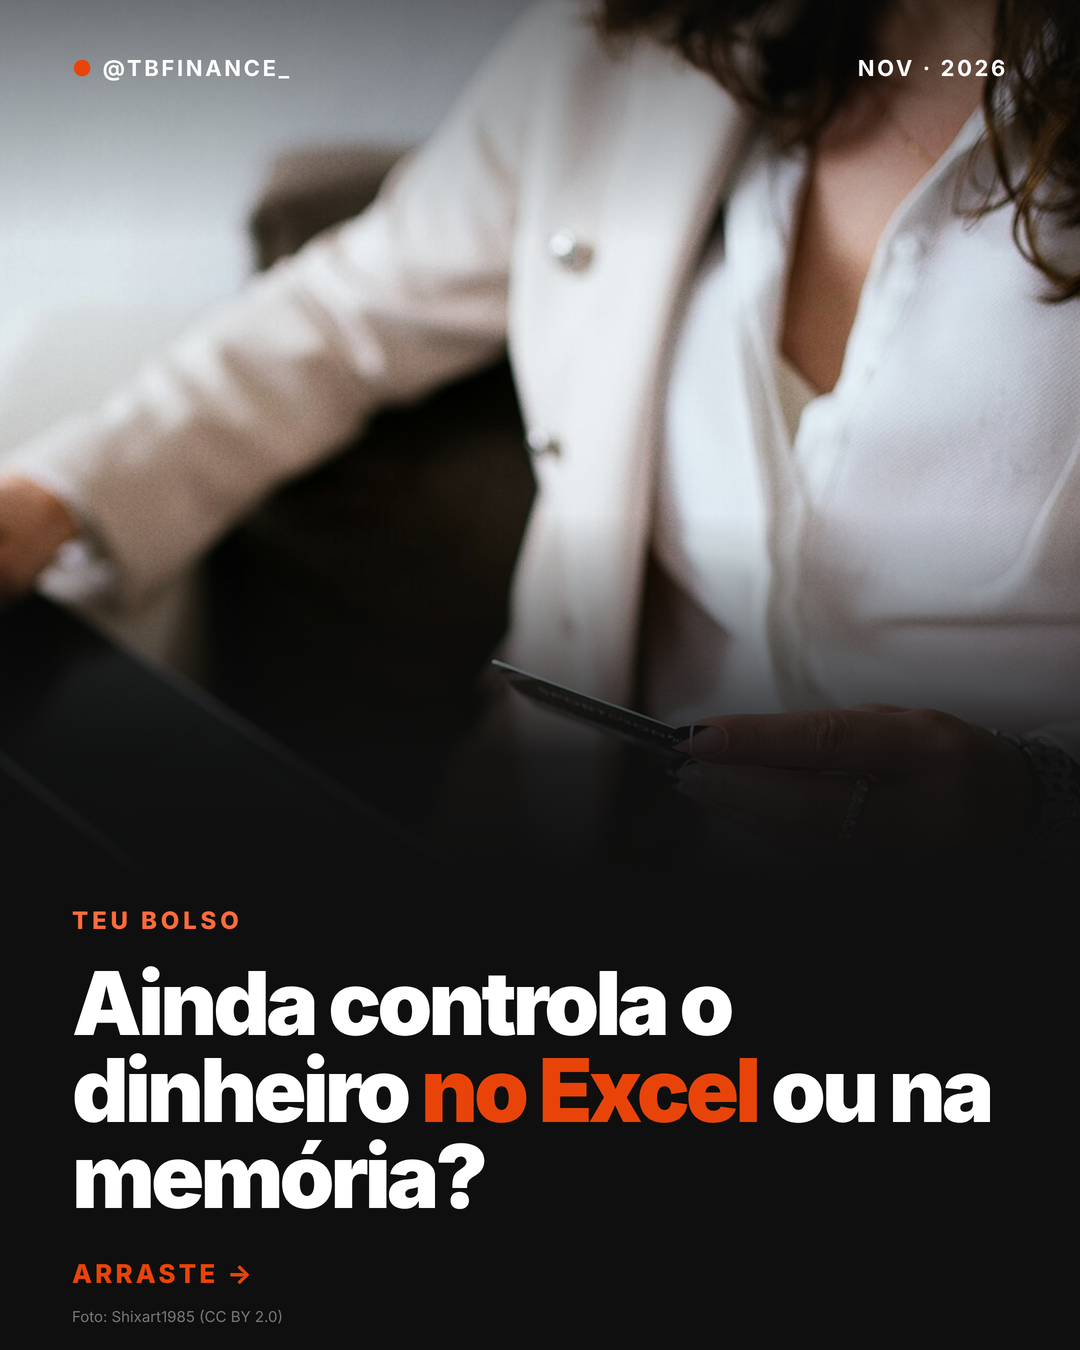 @TBFINANCE_
NOV · 2026
TEU BOLSO
Ainda controla o
dinheiro no Excel ou na
memória?
ARRASTE →
Foto: Shixart1985 (CC BY 2.0)